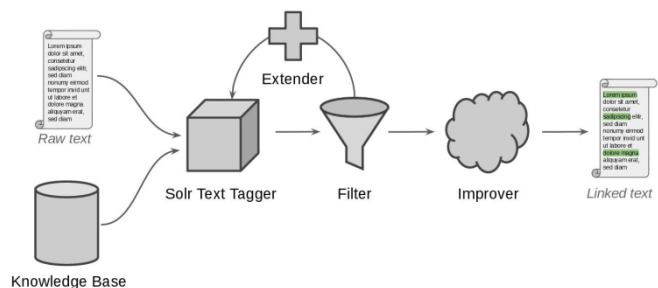 Lorem ipsum
dolor sit amet,
consetetur
sadipscing elitr,
sed diam
nonumy eirmod
tempor invid unt
ut labore et
dolore magna
aliquyam erat,
sed diam
Raw text
Knowledge Base
Solr Text Tagger
Extender
Filter
Improver
Lorem ipsum
dolor sit amet,
consetetur
sadipscing elitr,
sed diam
nonumy eirmod
tempor invid unt
ut labore et
dolore magna
aliquyam erat,
sed diam
Linked text